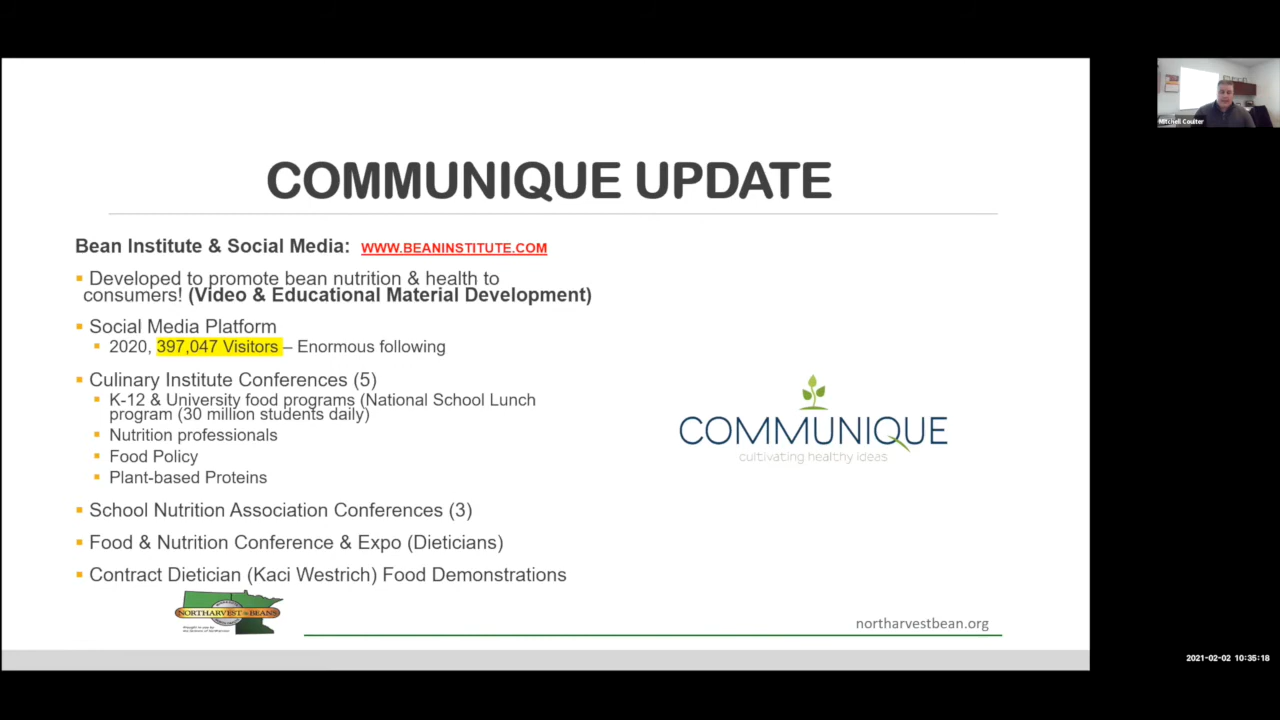 COMMUNIQUE UPDATE
Bean Institute & Social Media: WWW.BEANINSTITUTE.COM
Developed to promote bean nutrition & health to
consumers! (Video & Educational Material Development)
Social Media Platform
2020, 397,047 Visitors – Enormous following
Culinary Institute Conferences (5)
K-12 & University food programs (National School Lunch
program (30 million students daily)
Nutrition professionals
Food Policy
Plant-based Proteins
School Nutrition Association Conferences (3)
Food & Nutrition Conference & Expo (Dieticians)
Contract Dietician (Kaci Westrich) Food Demonstrations
COMMUNIQUE
cultivating healthy ideas
NORTHARVEST BEANS
northarvestbean.org
Mitchell Coulter
2021-02-02 10:35:18